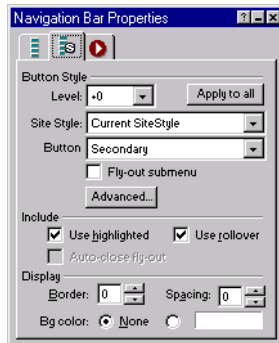 Navigation Bar Properties
Button Style
Level: +0 Apply to all
Site Style: Current SiteStyle
Button Secondary
Fly-out submenu
Advanced...
Include
Use highlighted Use rollover
Auto-close fly-out
Display
Border: 0 Spacing: 0
Bg color: None